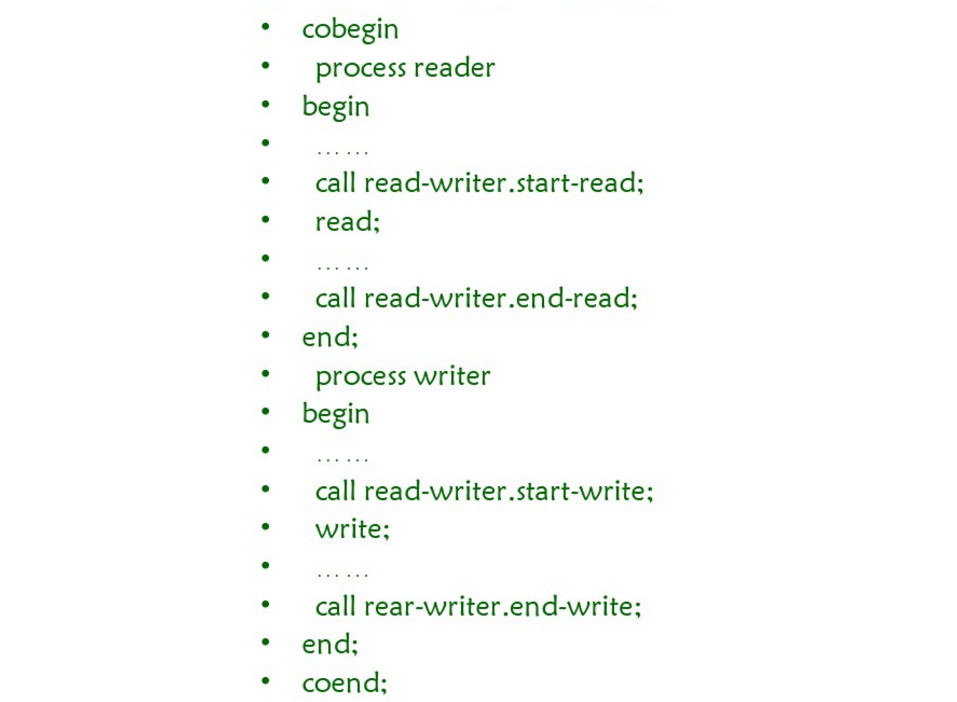 • cobegin
• process reader
• begin
• ……
• call read-writer.start-read;
• read;
• ……
• call read-writer.end-read;
• end;
• process writer
• begin
• ……
• call read-writer.start-write;
• write;
• ……
• call rear-writer.end-write;
• end;
• coend;